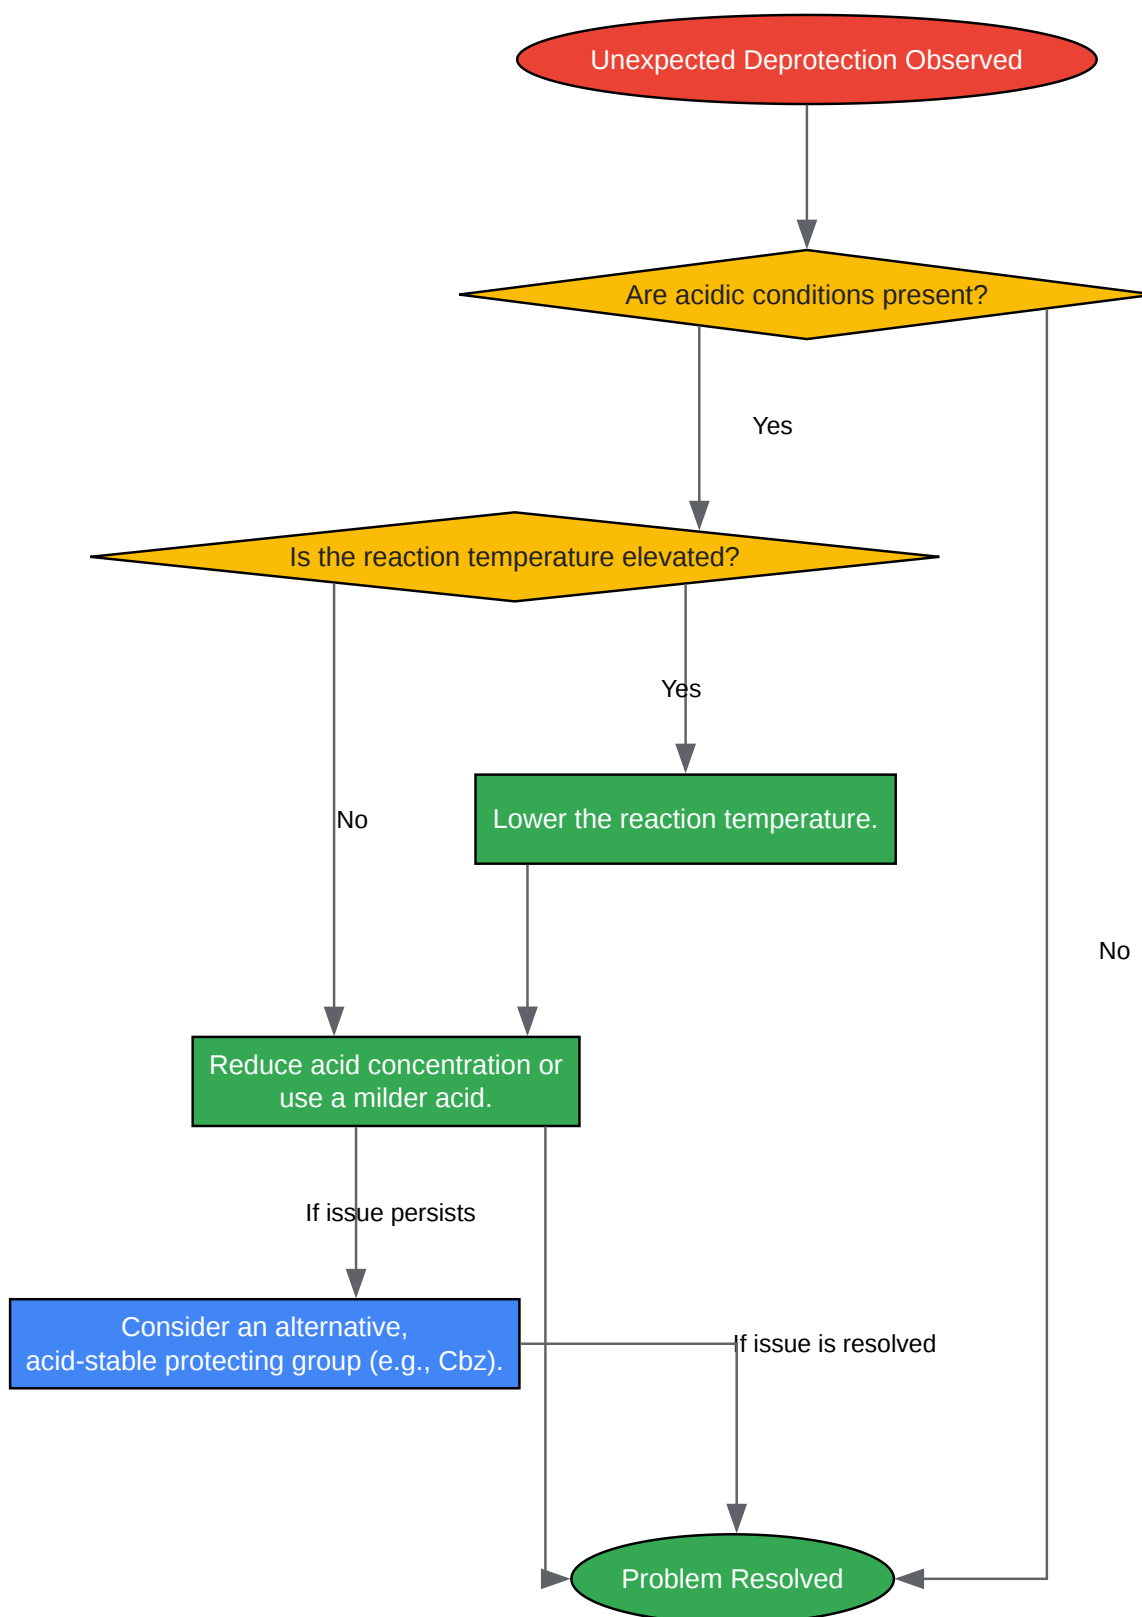 Unexpected Deprotection Observed
Are acidic conditions present?
Yes
Is the reaction temperature elevated?
Yes
Lower the reaction temperature.
No
No
Reduce acid concentration or
use a milder acid.
If issue persists
Consider an alternative,
acid-stable protecting group (e.g., Cbz).
If issue is resolved
Problem Resolved